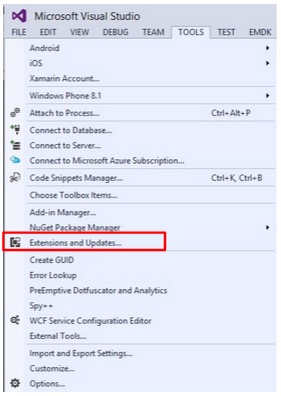 Microsoft Visual Studio
FILE EDIT VIEW DEBUG TEAM TOOLS TEST EMDK
Android
iOS
Xamarin Account...
Windows Phone 8.1
Attach to Process... Ctrl+Alt+P
Connect to Database...
Connect to Server...
Connect to Microsoft Azure Subscription...
Code Snippets Manager... Ctrl+K, Ctrl+B
Choose Toolbox Items...
Add-in Manager...
NuGet Package Manager
Extensions and Updates...
Create GUID
Error Lookup
PreEmptive Dotfuscator and Analytics
Spy++
WCF Service Configuration Editor
External Tools...
Import and Export Settings...
Customize...
Options...